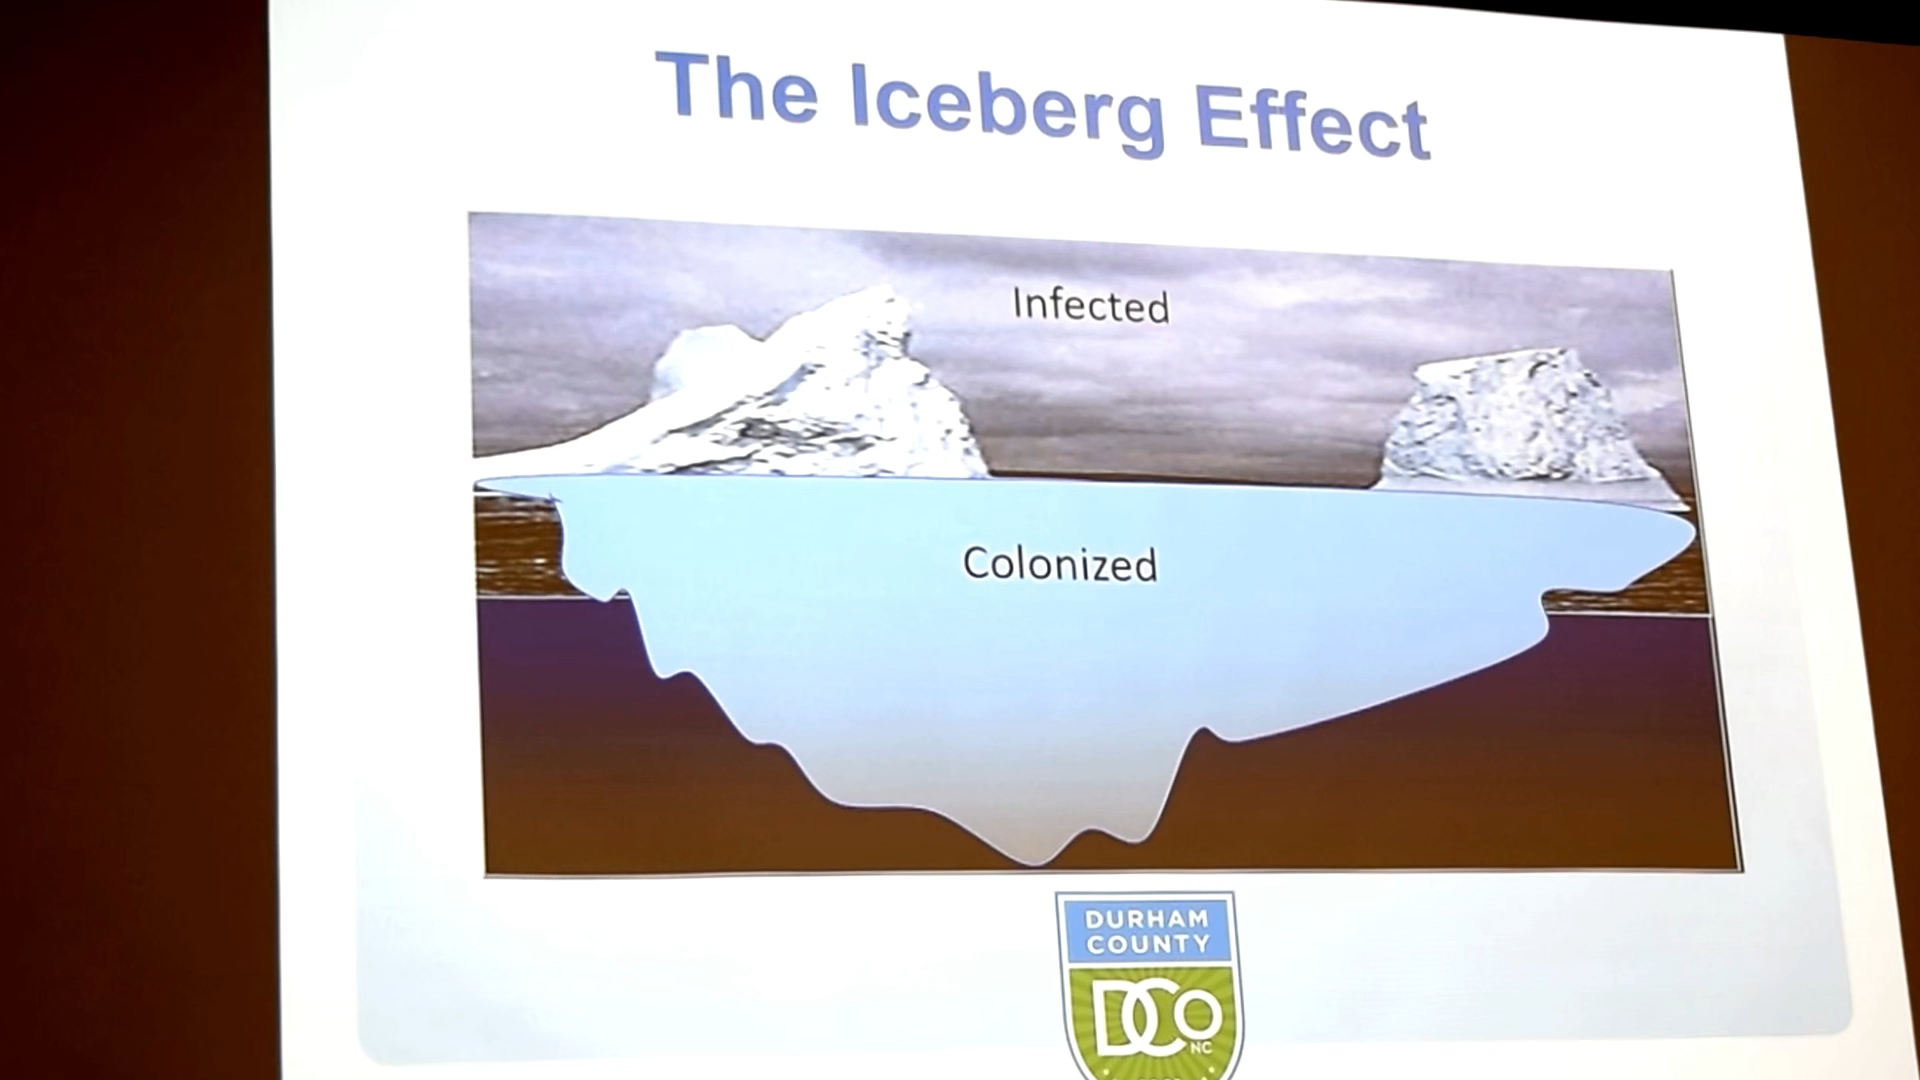 The Iceberg Effect
Infected
Colonized
DURHAM
COUNTY
DCo
NC